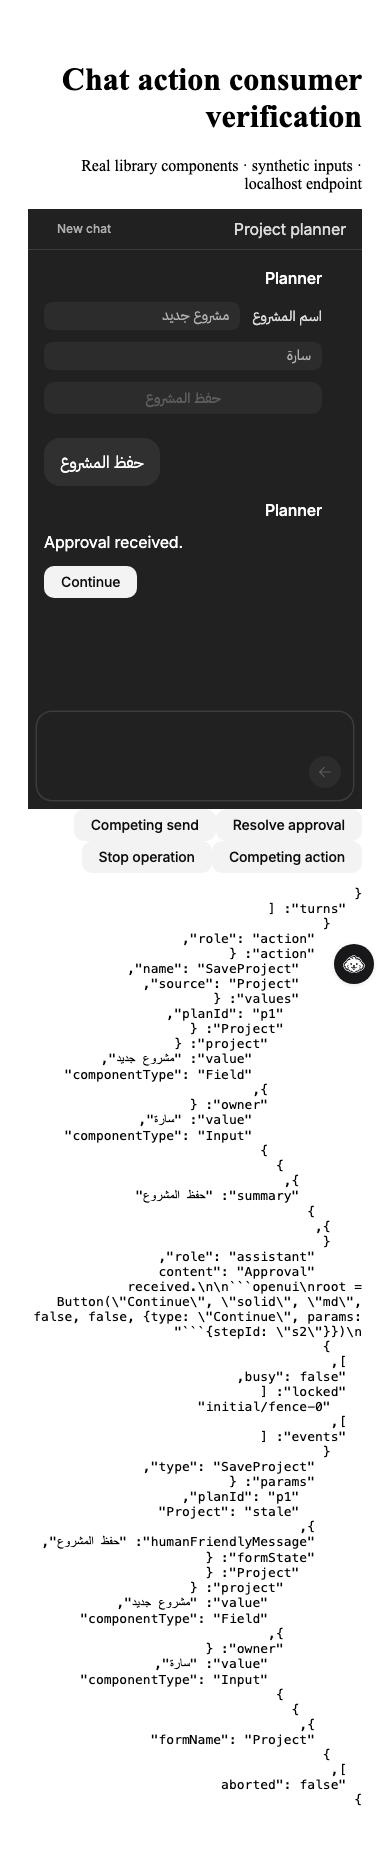 Chat action consumer
verification
Real library components · synthetic inputs ·
localhost endpoint
Project planner
New chat
Planner
اسم المشروع
مشروع جديد
سارة
حفظ المشروع
حفظ المشروع
Planner
Approval received.
Continue
Resolve approval
Competing send
Competing action
Stop operation
{
"turns": [
{
"role": "action",
"action": {
"name": "SaveProject",
"source": "Project",
"values": {
"planId": "p1",
"Project": {
"project": {
"value": "مشروع جديد",
"componentType": "Field"
},
"owner": {
"value": "سارة",
"componentType": "Input"
}
}
},
"summary": "حفظ المشروع"
}
},
{
"role": "assistant",
"content": "Approval
received.\n\n```openui\nroot =
Button(\"Continue\", \"solid\", \"md\",
false, false, {type: \"Continue\", params:
{stepId: \"s2\"}})\n```"
}
],
"busy": false,
"locked": [
"initial/fence-0"
],
"events": [
{
"type": "SaveProject",
"params": {
"planId": "p1",
"Project": "stale"
},
"humanFriendlyMessage": "حفظ المشروع",
"formState": {
"Project": {
"project": {
"value": "مشروع جديد",
"componentType": "Field"
},
"owner": {
"value": "سارة",
"componentType": "Input"
}
}
},
"formName": "Project"
}
],
"aborted": false
}